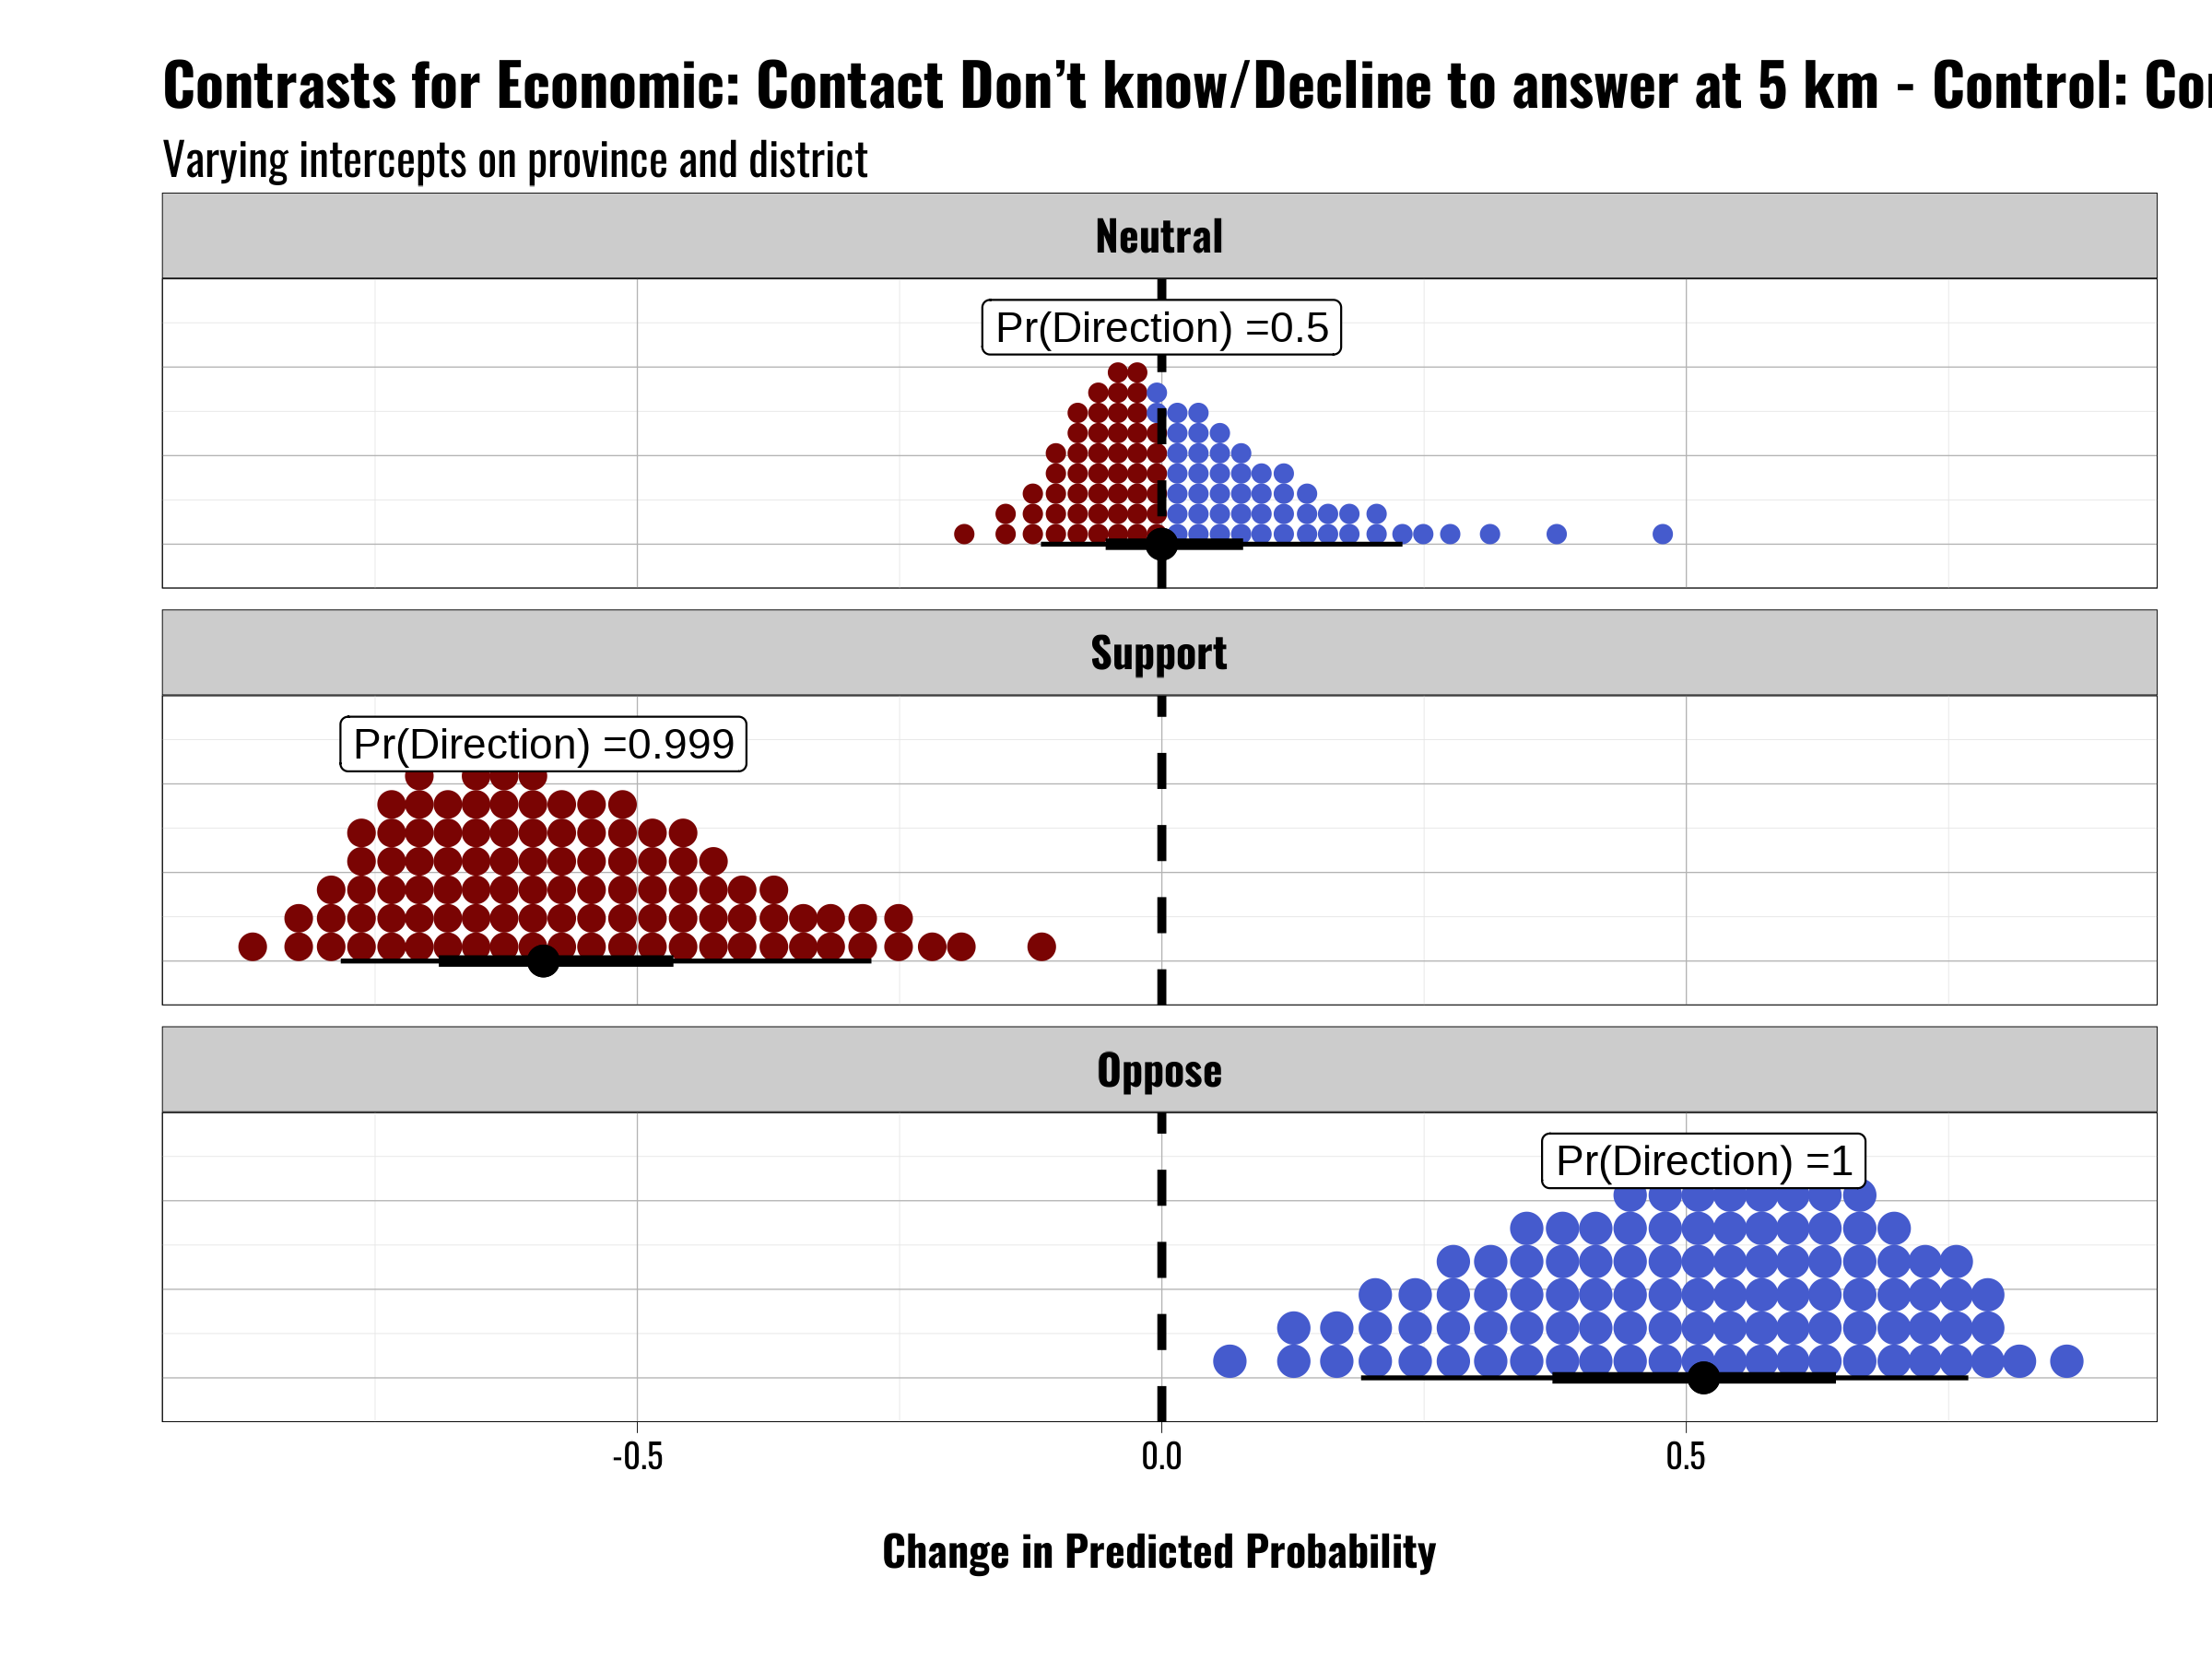 Contrasts for Economic: Contact Don’t know/Decline to answer at 5 km - Control:
Varying intercepts on province and district
Neutral
Pr(Direction) =0.5
Support
Pr(Direction) =0.999
Oppose
Pr(Direction) =1
-0.5
0.0
0.5
Change in Predicted Probability